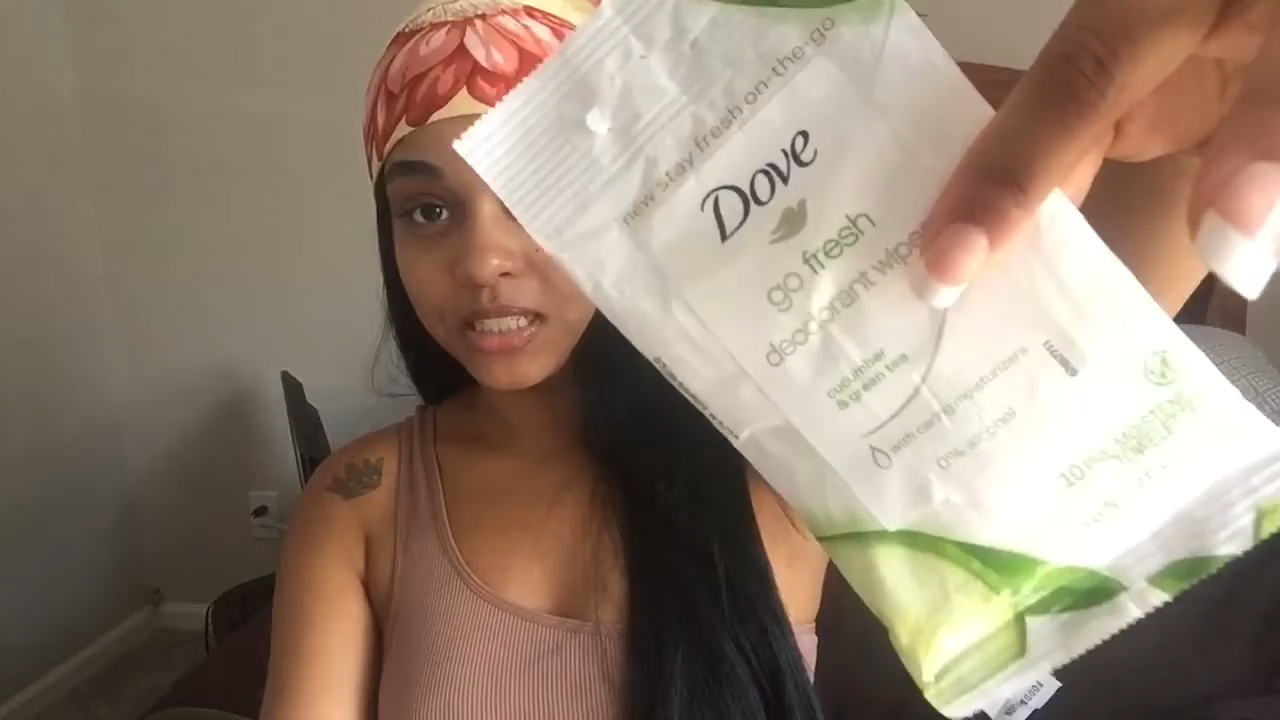 new stay fresh on-the-go
Dove
go fresh
deodorant wipes
cucumber
& green tea
with caring moisturizers
0% alcohol
10